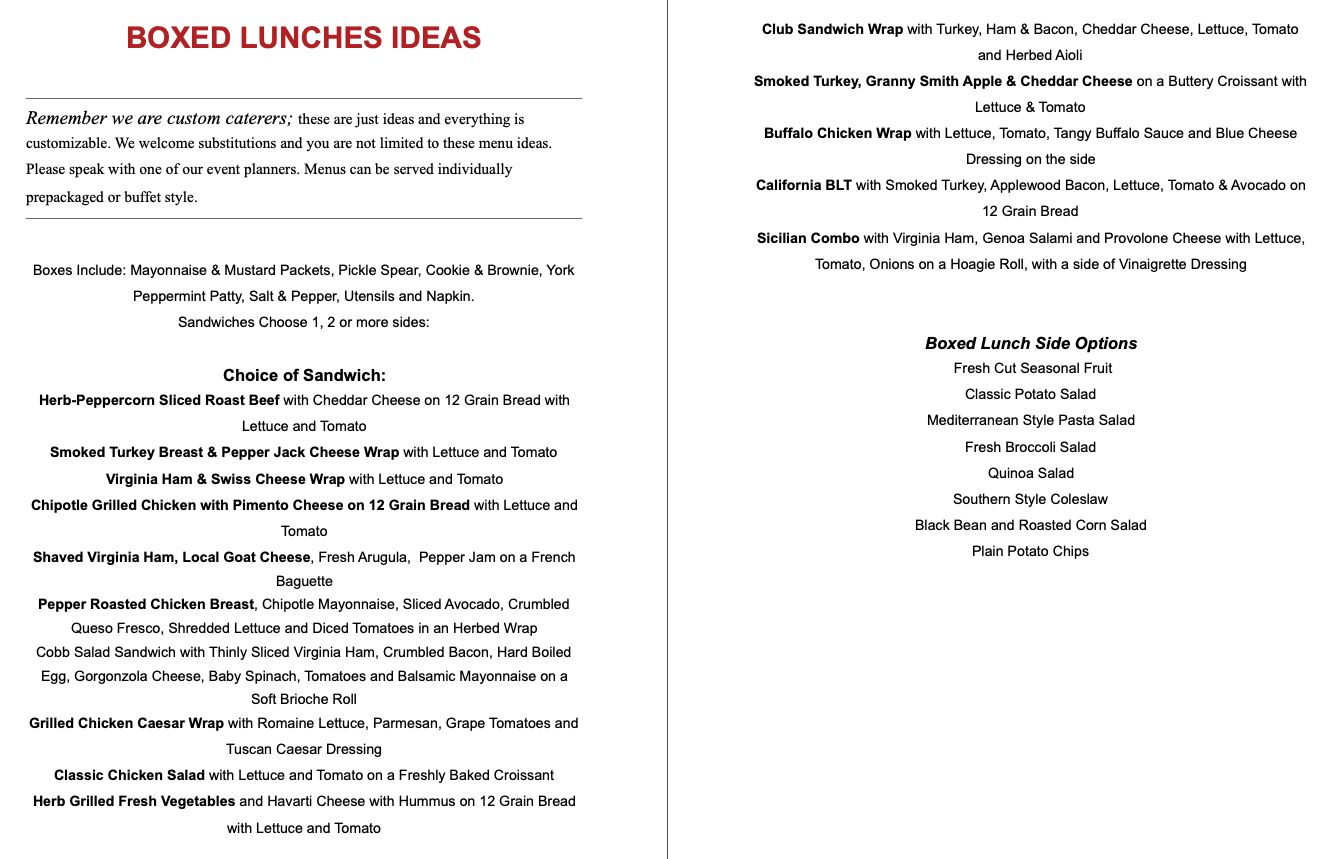 BOXED LUNCHES IDEAS
Remember we are custom caterers; these are just ideas and everything is
customizable. We welcome substitutions and you are not limited to these menu ideas.
Please speak with one of our event planners. Menus can be served individually
prepackaged or buffet style.
Boxes Include: Mayonnaise & Mustard Packets, Pickle Spear, Cookie & Brownie, York
Peppermint Patty, Salt & Pepper, Utensils and Napkin.
Sandwiches Choose 1, 2 or more sides:
Choice of Sandwich:
Herb-Peppercorn Sliced Roast Beef with Cheddar Cheese on 12 Grain Bread with
Lettuce and Tomato
Smoked Turkey Breast & Pepper Jack Cheese Wrap with Lettuce and Tomato
Virginia Ham & Swiss Cheese Wrap with Lettuce and Tomato
Chipotle Grilled Chicken with Pimento Cheese on 12 Grain Bread with Lettuce and
Tomato
Shaved Virginia Ham, Local Goat Cheese, Fresh Arugula,  Pepper Jam on a French
Baguette
Pepper Roasted Chicken Breast, Chipotle Mayonnaise, Sliced Avocado, Crumbled
Queso Fresco, Shredded Lettuce and Diced Tomatoes in an Herbed Wrap
Cobb Salad Sandwich with Thinly Sliced Virginia Ham, Crumbled Bacon, Hard Boiled
Egg, Gorgonzola Cheese, Baby Spinach, Tomatoes and Balsamic Mayonnaise on a
Soft Brioche Roll
Grilled Chicken Caesar Wrap with Romaine Lettuce, Parmesan, Grape Tomatoes and
Tuscan Caesar Dressing
Classic Chicken Salad with Lettuce and Tomato on a Freshly Baked Croissant
Herb Grilled Fresh Vegetables and Havarti Cheese with Hummus on 12 Grain Bread
with Lettuce and Tomato
Club Sandwich Wrap with Turkey, Ham & Bacon, Cheddar Cheese, Lettuce, Tomato
and Herbed Aioli
Smoked Turkey, Granny Smith Apple & Cheddar Cheese on a Buttery Croissant with
Lettuce & Tomato
Buffalo Chicken Wrap with Lettuce, Tomato, Tangy Buffalo Sauce and Blue Cheese
Dressing on the side
California BLT with Smoked Turkey, Applewood Bacon, Lettuce, Tomato & Avocado on
12 Grain Bread
Sicilian Combo with Virginia Ham, Genoa Salami and Provolone Cheese with Lettuce,
Tomato, Onions on a Hoagie Roll, with a side of Vinaigrette Dressing
Boxed Lunch Side Options
Fresh Cut Seasonal Fruit
Classic Potato Salad
Mediterranean Style Pasta Salad
Fresh Broccoli Salad
Quinoa Salad
Southern Style Coleslaw
Black Bean and Roasted Corn Salad
Plain Potato Chips